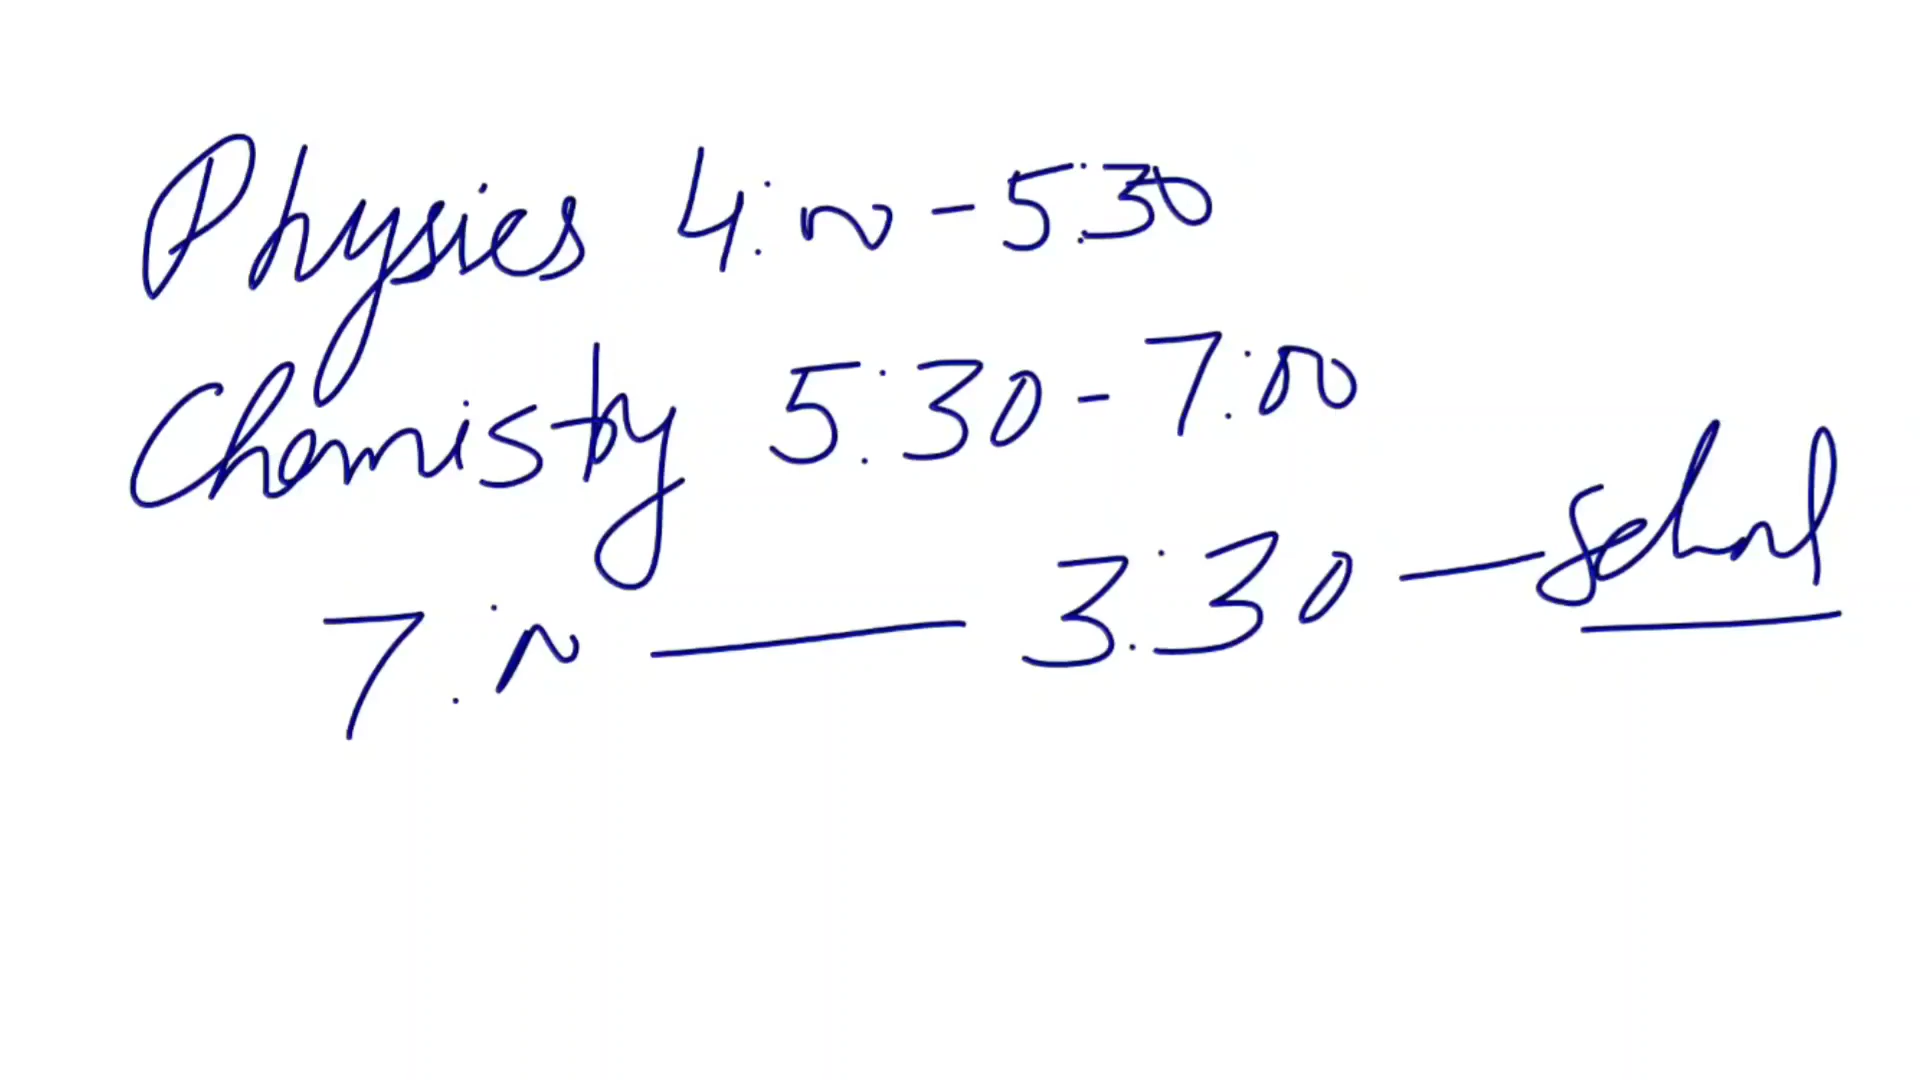 Physics 4:00 - 5:30
Chemistry 5:30 - 7:00
7:00 — 3:30 — school